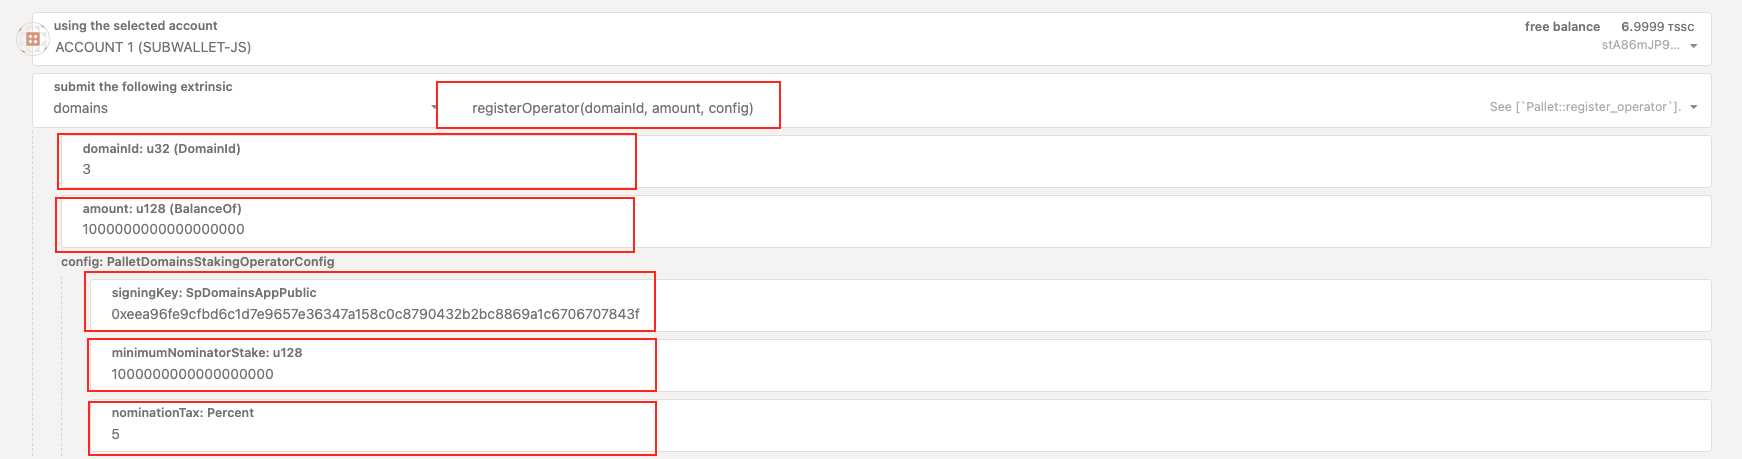 using the selected account
ACCOUNT 1 (SUBWALLET-JS)
free balance 6.9999 TSSC
stA86mJP9...
submit the following extrinsic
domains
registerOperator(domainId, amount, config)
See [`Pallet::register_operator`].
domainId: u32 (DomainId)
3
amount: u128 (BalanceOf)
1000000000000000000
config: PalletDomainsStakingOperatorConfig
signingKey: SpDomainsAppPublic
0xeea96fe9cfbd6c1d7e9657e36347a158c0c8790432b2bc8869a1c6706707843f
minimumNominatorStake: u128
1000000000000000000
nominationTax: Percent
5